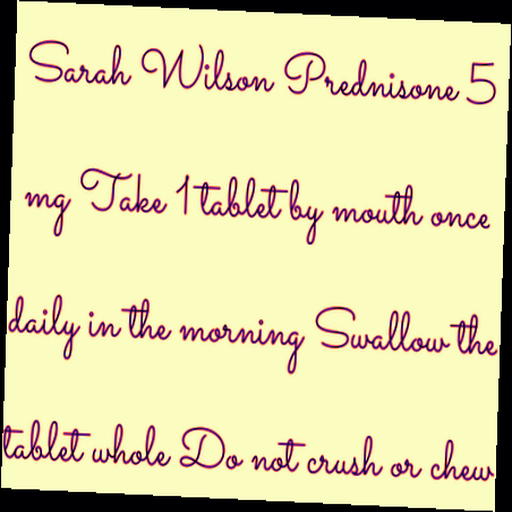 Sarah Wilson Prednisone 5
mg Take 1 tablet by mouth once
daily in the morning Swallow the
tablet whole Do not crush or chew